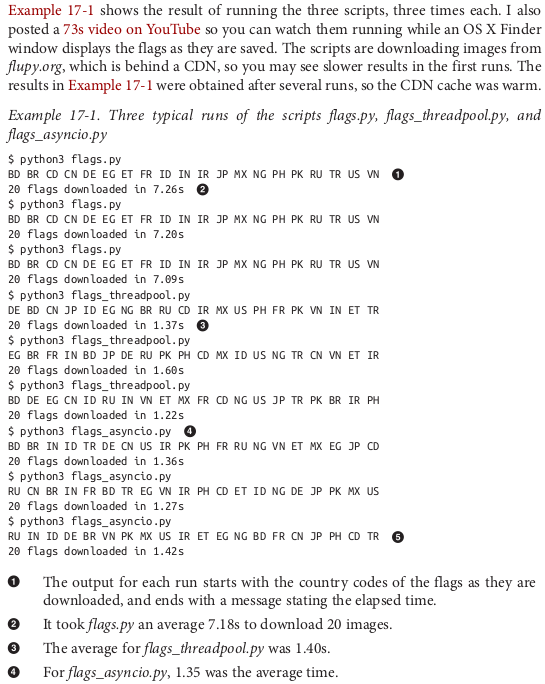 Example 17-1 shows the result of running the three scripts, three times each. I also
posted a 73s video on YouTube so you can watch them running while an OS X Finder
window displays the flags as they are saved. The scripts are downloading images from
flupy.org, which is behind a CDN, so you may see slower results in the first runs. The
results in Example 17-1 were obtained after several runs, so the CDN cache was warm.
Example 17-1. Three typical runs of the scripts flags.py, flags_threadpool.py, and
flags_asyncio.py
$ python3 flags.py
BD BR CD CN DE EG ET FR ID IN IR JP MX NG PH PK RU TR US VN ❶
20 flags downloaded in 7.26s ❷
$ python3 flags.py
BD BR CD CN DE EG ET FR ID IN IR JP MX NG PH PK RU TR US VN
20 flags downloaded in 7.20s
$ python3 flags.py
BD BR CD CN DE EG ET FR ID IN IR JP MX NG PH PK RU TR US VN
20 flags downloaded in 7.09s
$ python3 flags_threadpool.py
DE BD CN JP ID EG NG BR RU CD IR MX US PH FR PK VN IN ET TR
20 flags downloaded in 1.37s ❸
$ python3 flags_threadpool.py
EG BR FR IN BD JP DE RU PK PH CD MX ID US NG TR CN VN ET IR
20 flags downloaded in 1.60s
$ python3 flags_threadpool.py
BD DE EG CN ID RU IN VN ET MX FR CD NG US JP TR PK BR IR PH
20 flags downloaded in 1.22s
$ python3 flags_asyncio.py ❹
BD BR IN ID TR DE CN US IR PK PH FR RU NG VN ET MX EG JP CD
20 flags downloaded in 1.36s
$ python3 flags_asyncio.py
RU CN BR IN FR BD TR EG VN IR PH CD ET ID NG DE JP PK MX US
20 flags downloaded in 1.27s
$ python3 flags_asyncio.py
RU IN ID DE BR VN PK MX US IR ET EG NG BD FR CN JP PH CD TR ❺
20 flags downloaded in 1.42s
❶ The output for each run starts with the country codes of the flags as they are
downloaded, and ends with a message stating the elapsed time.
❷ It took flags.py an average 7.18s to download 20 images.
❸ The average for flags_threadpool.py was 1.40s.
❹ For flags_asyncio.py, 1.35 was the average time.